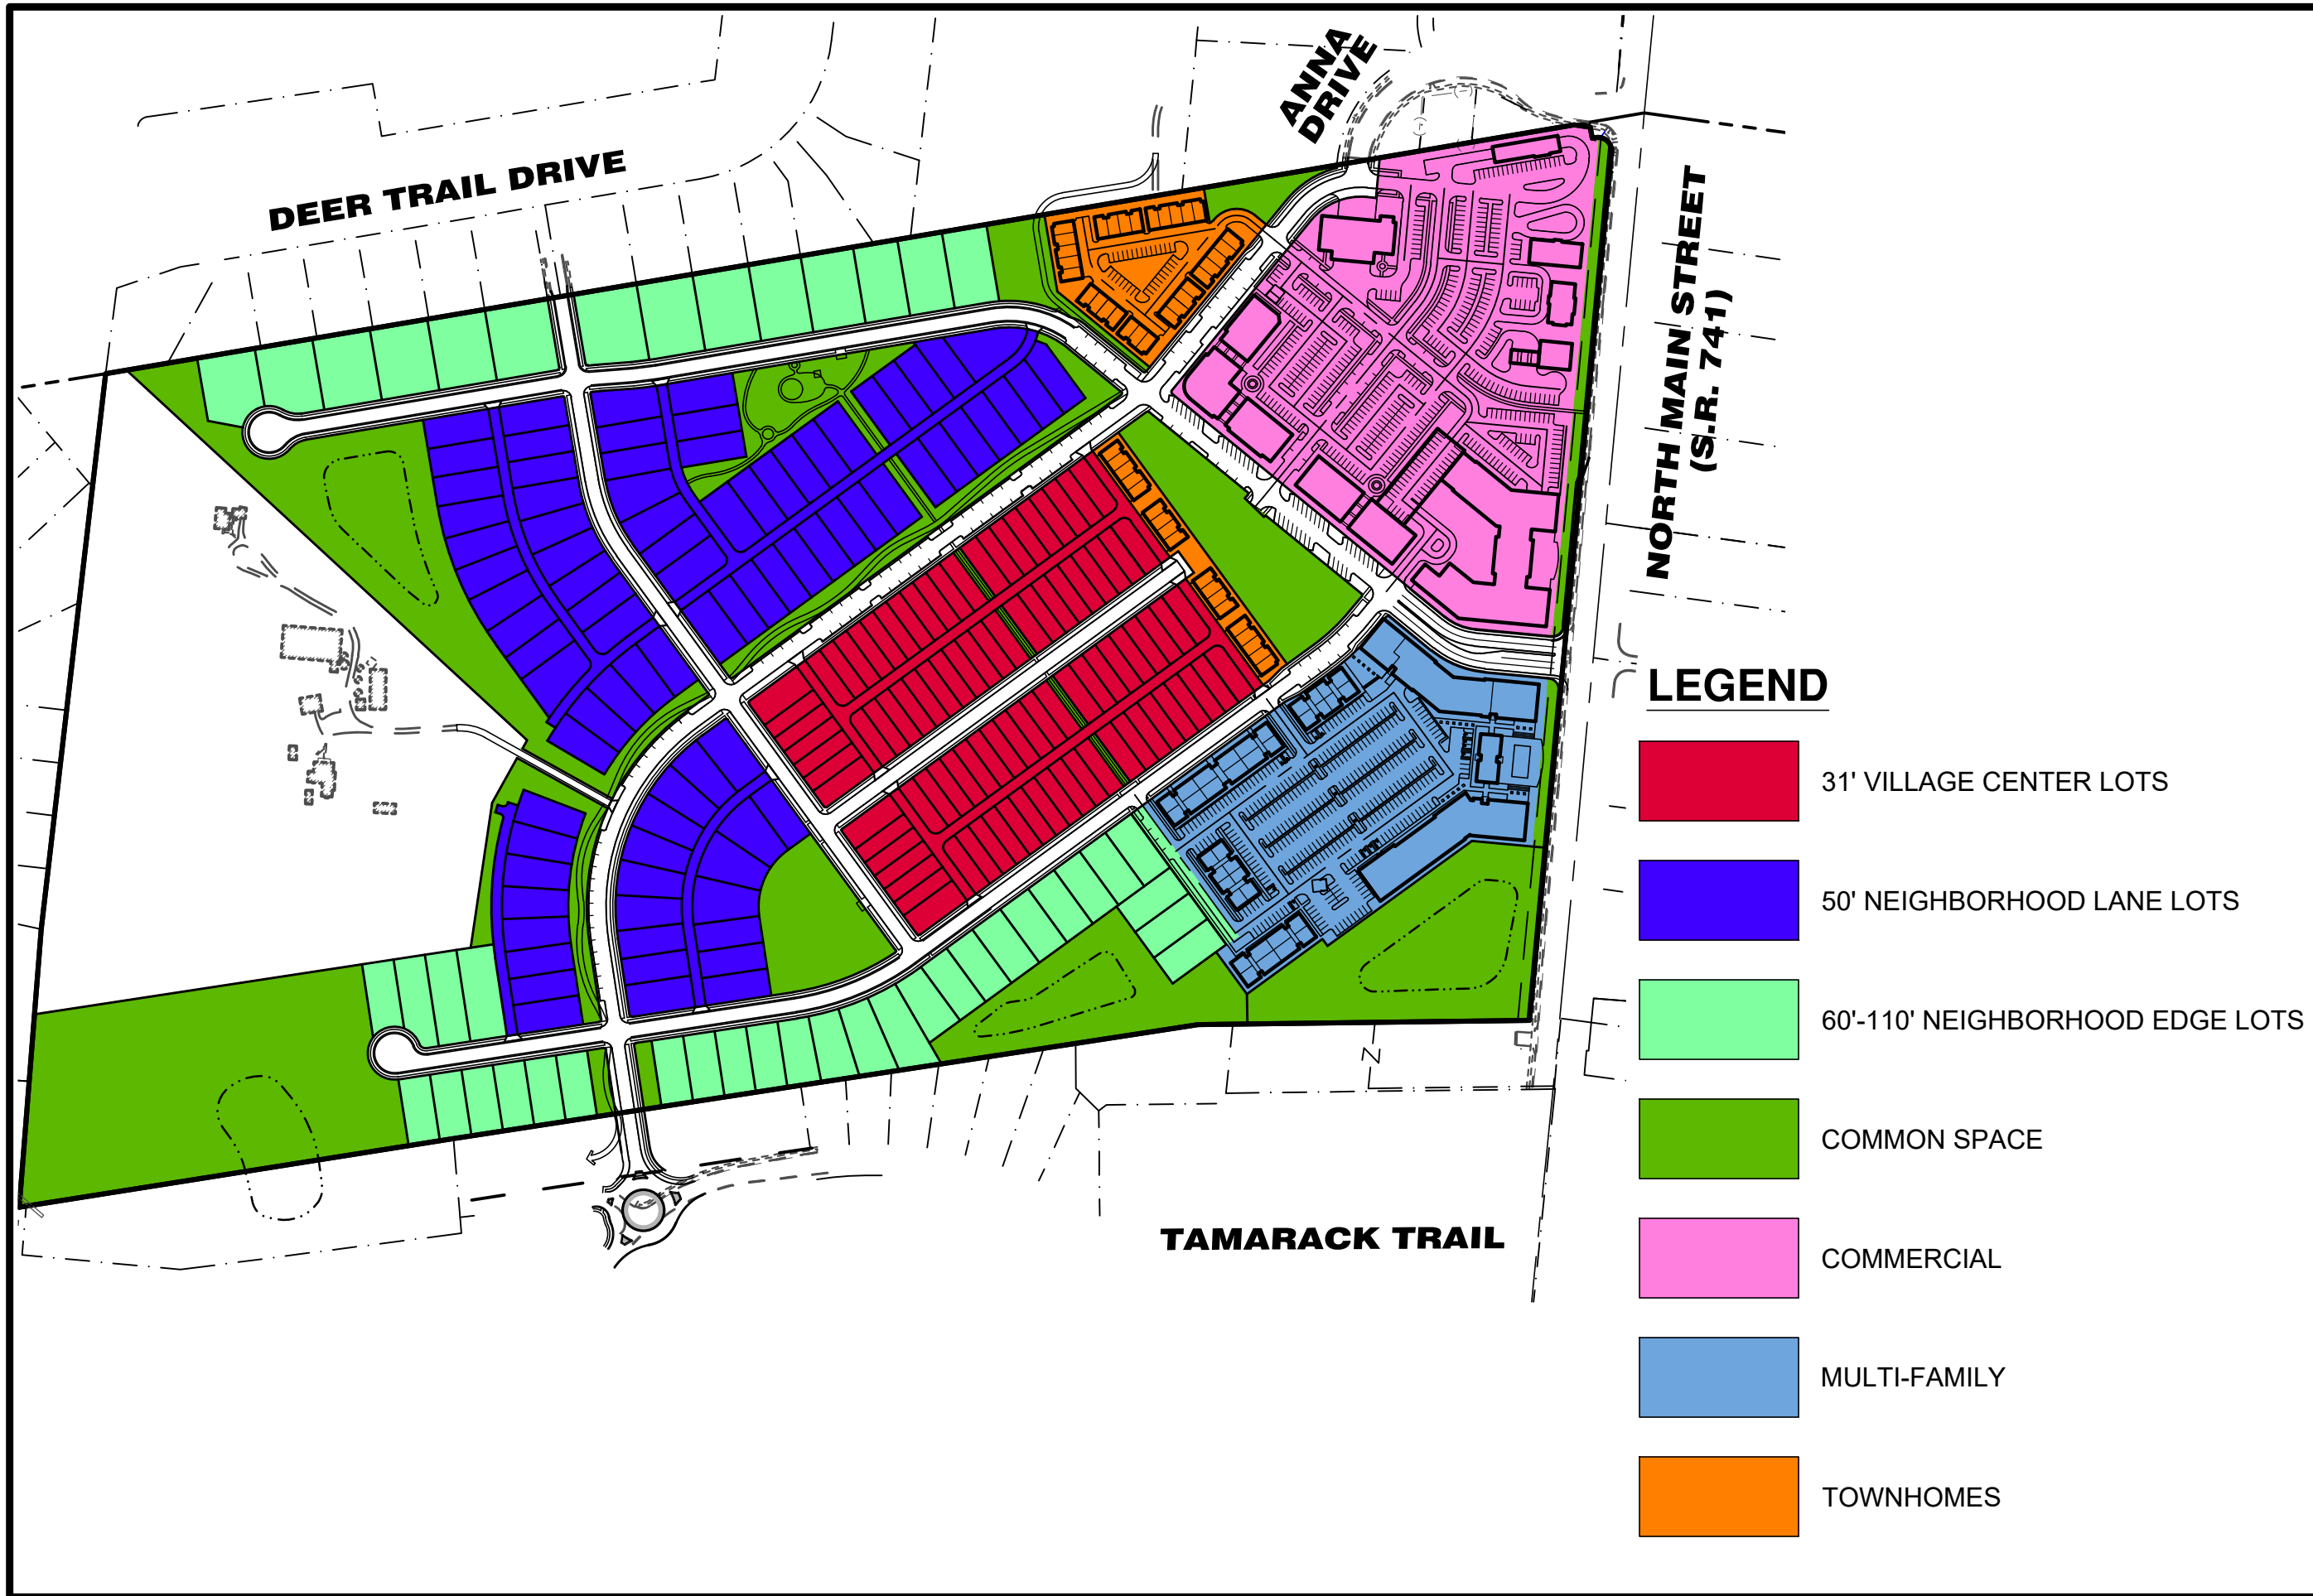 ANNA
DRIVE
DEER TRAIL DRIVE
NORTH MAIN STREET
(S.R. 741)
LEGEND
31' VILLAGE CENTER LOTS
50' NEIGHBORHOOD LANE LOTS
60'-110' NEIGHBORHOOD EDGE LOTS
COMMON SPACE
COMMERCIAL
MULTI-FAMILY
TOWNHOMES
TAMARACK TRAIL